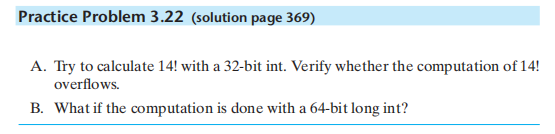 Practice Problem 3.22 (solution page 369)
A. Try to calculate 14! with a 32-bit int. Verify whether the computation of 14!
overflows.
B. What if the computation is done with a 64-bit long int?